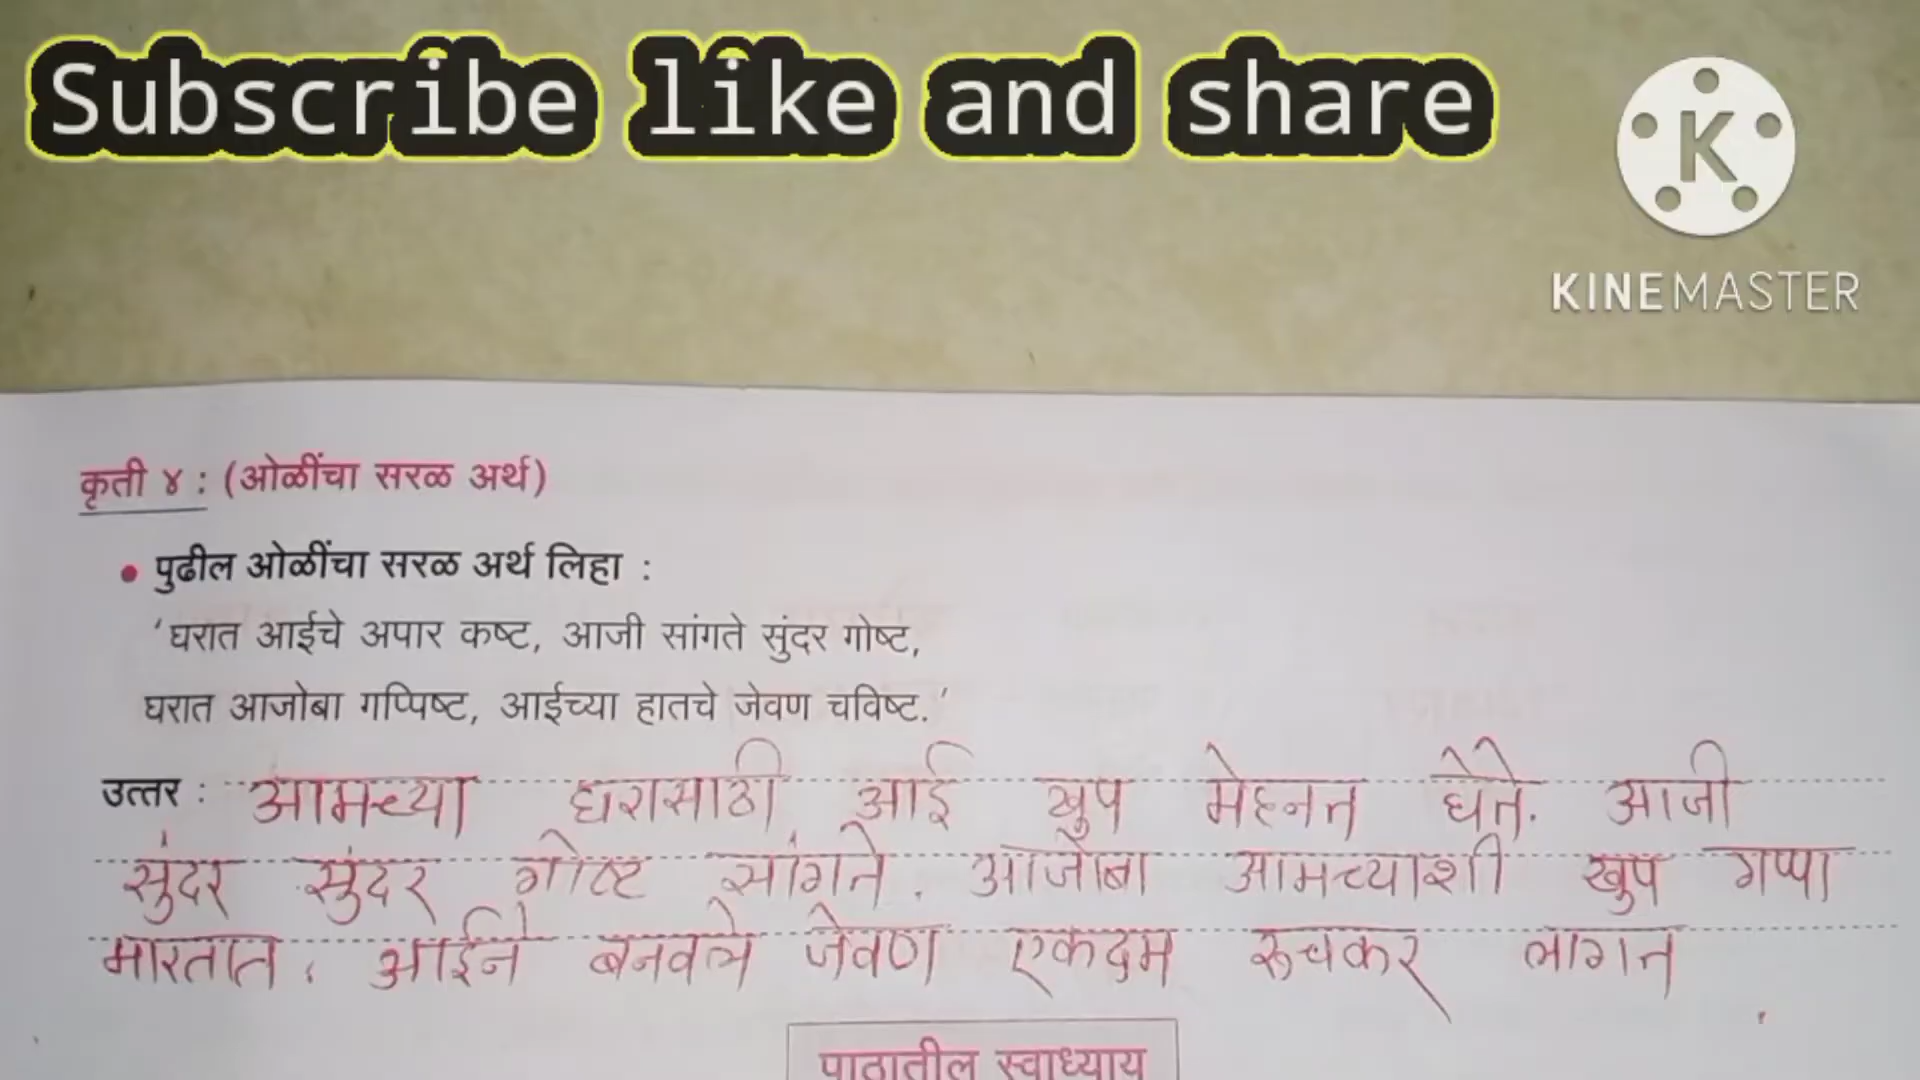 Subscribe like and share
K
KINEMASTER
कृती ४ : (ओळींचा सरळ अर्थ)
• पुढील ओळींचा सरळ अर्थ लिहा :
'घरात आईचे अपार कष्ट, आजी सांगते सुंदर गोष्ट,
घरात आजोबा गप्पिष्ट, आईच्या हातचे जेवण चविष्ट.'
उत्तर : आमच्या घरासाठी आई खुप मेहनत घेते. आजी
सुंदर सुंदर गोष्ट सांगते. आजोबा आमच्याशी खुप गप्पा
मारतात. आईने बनवले जेवण एकदम रूचकर लागत
पाठातील स्वाध्याय